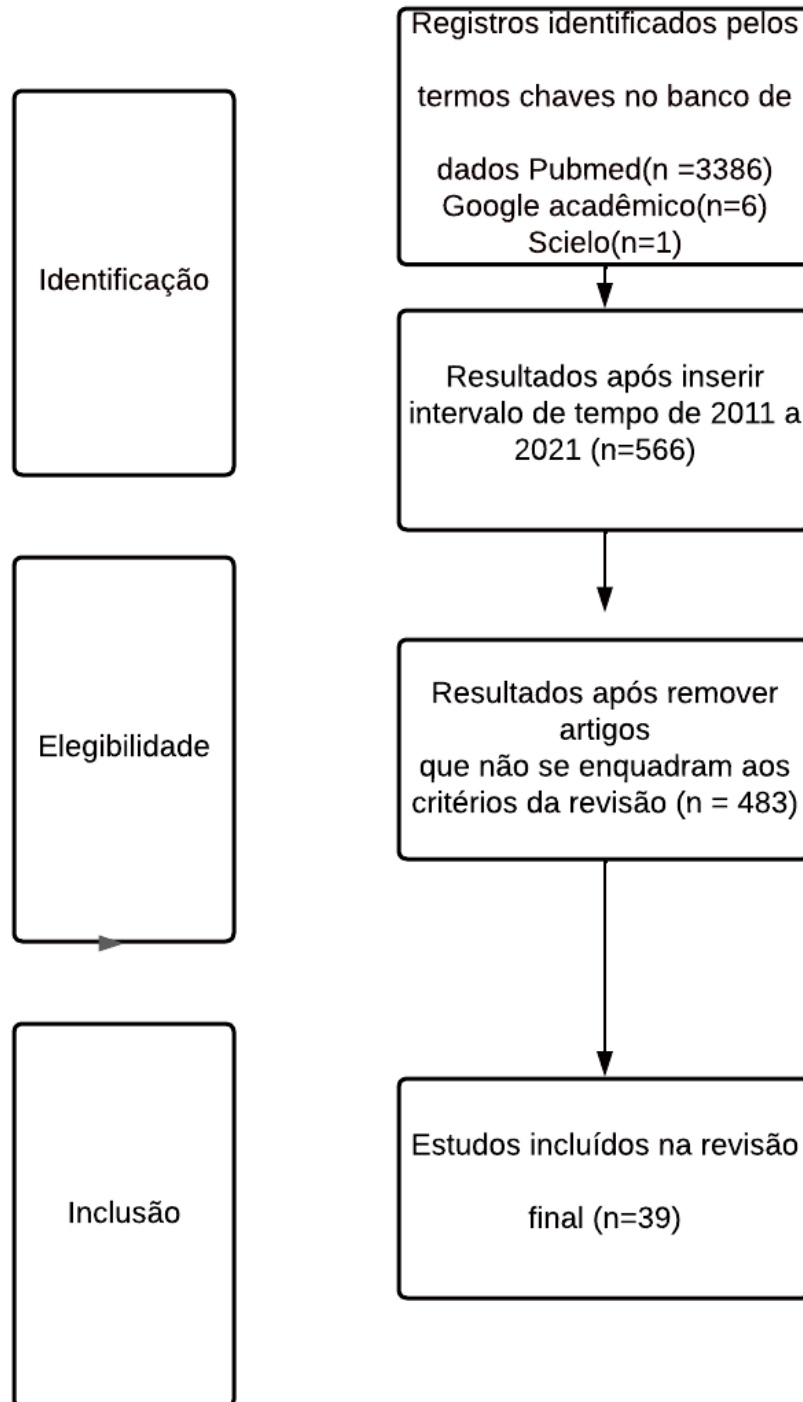 Registros identificados pelos
termos chaves no banco de
dados Pubmed(n =3386)
Google acadêmico(n=6)
Scielo(n=1)
Identificação
Resultados após inserir
intervalo de tempo de 2011 a
2021 (n=566)
Elegibilidade
Resultados após remover
artigos
que não se enquadram aos
critérios da revisão (n = 483)
Inclusão
Estudos incluídos na revisão
final (n=39)